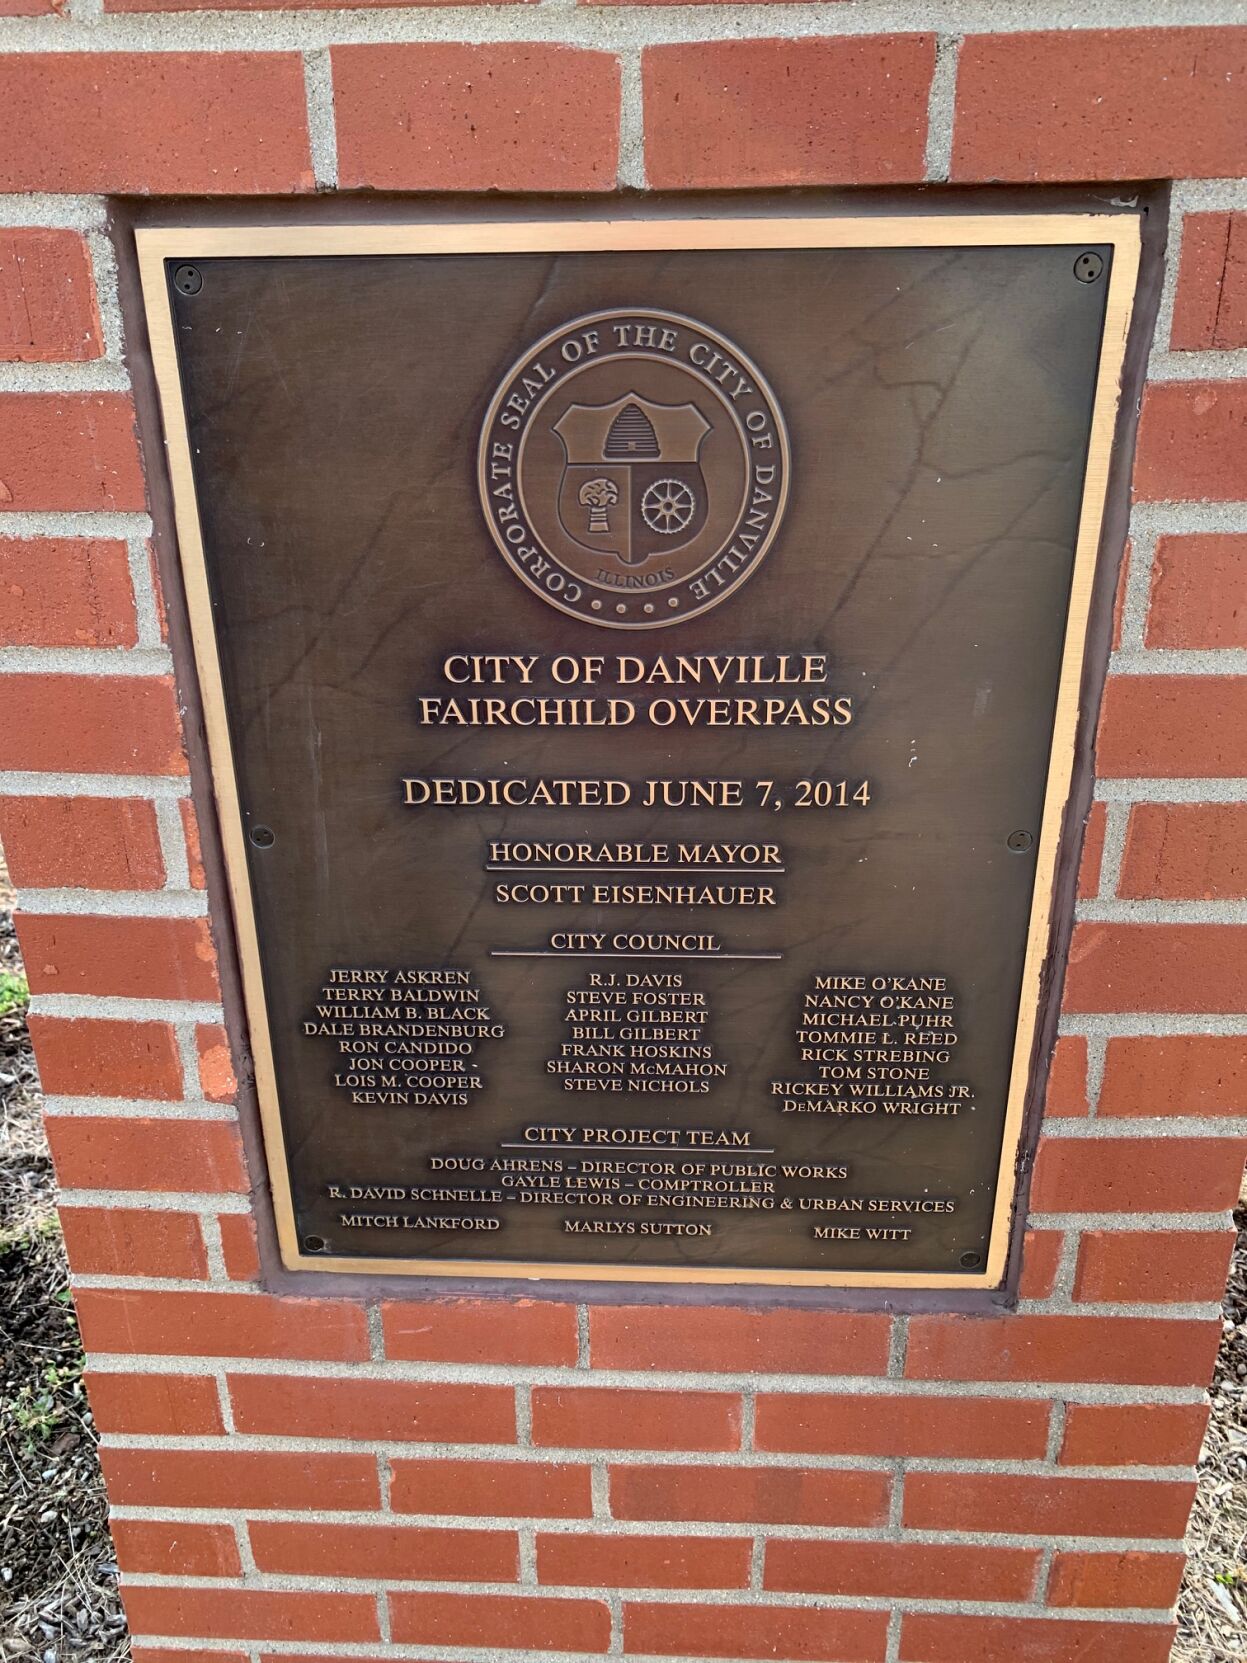 CORPORATE SEAL OF THE CITY OF DANVILLE
ILLINOIS
CITY OF DANVILLE
FAIRCHILD OVERPASS
DEDICATED JUNE 7, 2014
HONORABLE MAYOR
SCOTT EISENHAUER
CITY COUNCIL
JERRY ASKREN
TERRY BALDWIN
WILLIAM B. BLACK
DALE BRANDENBURG
RON CANDIDO
JON COOPER
LOIS M. COOPER
KEVIN DAVIS
R.J. DAVIS
STEVE FOSTER
APRIL GILBERT
BILL GILBERT
FRANK HOSKINS
SHARON McMAHON
STEVE NICHOLS
MIKE O'KANE
NANCY O'KANE
MICHAEL PUHR
TOMMIE L. REED
RICK STREBING
TOM STONE
RICKEY WILLIAMS JR.
DeMARKO WRIGHT
CITY PROJECT TEAM
DOUG AHRENS – DIRECTOR OF PUBLIC WORKS
GAYLE LEWIS – COMPTROLLER
R. DAVID SCHNELLE – DIRECTOR OF ENGINEERING & URBAN SERVICES
MITCH LANKFORD MARLYS SUTTON MIKE WITT